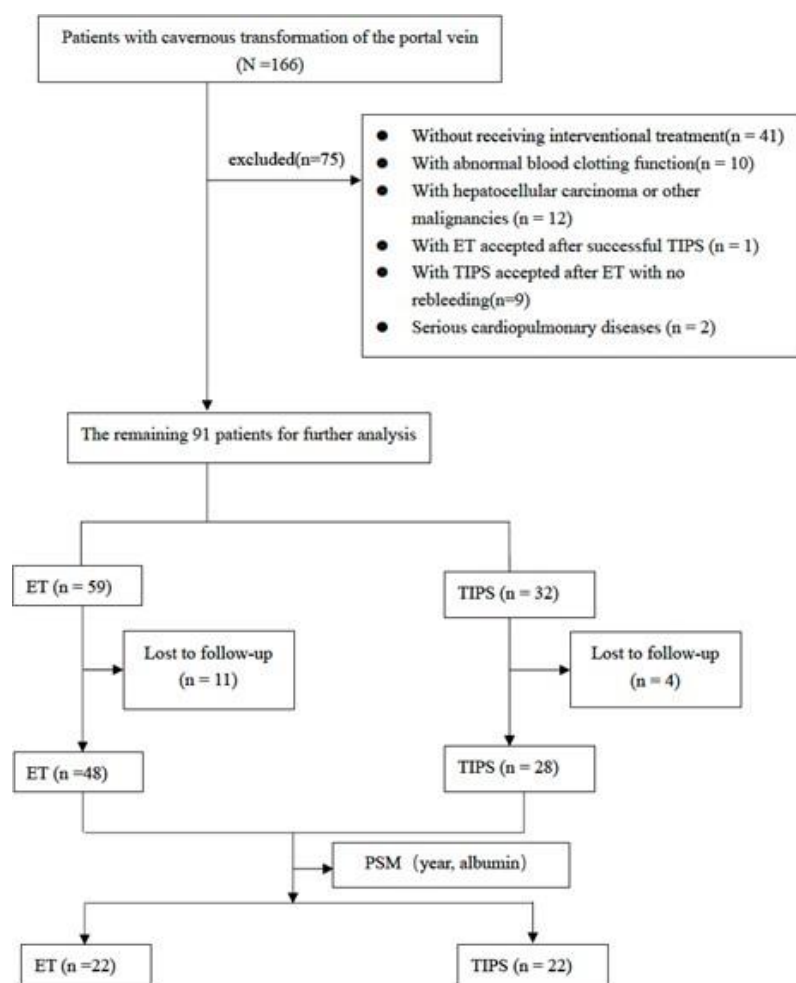 Patients with cavernous transformation of the portal vein
(N =166)
excluded(n=75)
● Without receiving interventional treatment(n = 41)
● With abnormal blood clotting function(n = 10)
● With hepatocellular carcinoma or other
malignancies (n = 12)
● With ET accepted after successful TIPS (n = 1)
● With TIPS accepted after ET with no
rebleeding(n=9)
● Serious cardiopulmonary diseases (n = 2)
The remaining 91 patients for further analysis
ET (n = 59)
TIPS (n = 32)
Lost to follow-up
(n = 11)
Lost to follow-up
(n = 4)
ET (n =48)
TIPS (n = 28)
PSM（year, albumin）
ET (n =22)
TIPS (n = 22)